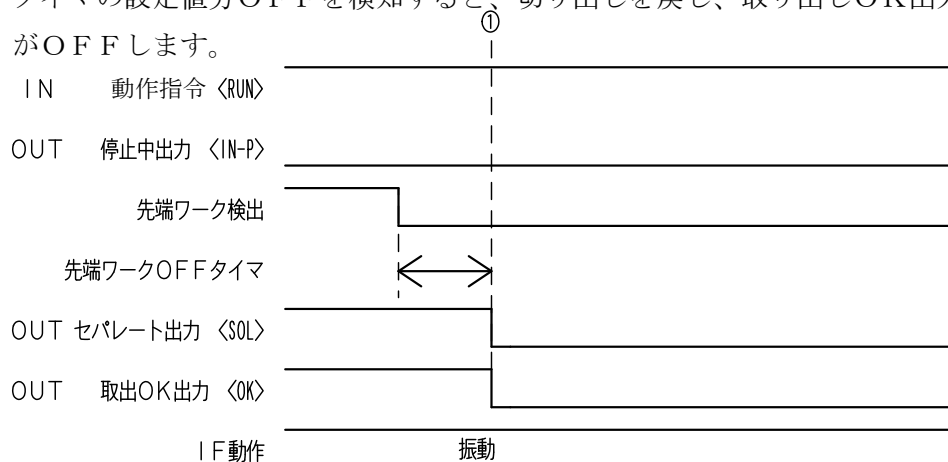 タイマの設定値分ＯＦＦを検知すると、切り出しを戻し、取り出しＯＫ出力
①
がＯＦＦします。
ＩＮ 動作指令〈RUN〉
ＯＵＴ 停止中出力〈IN-P〉
先端ワーク検出
先端ワークＯＦＦタイマ
ＯＵＴ セパレート出力〈SOL〉
ＯＵＴ 取出ＯＫ出力〈OK〉
ＩＦ動作 振動